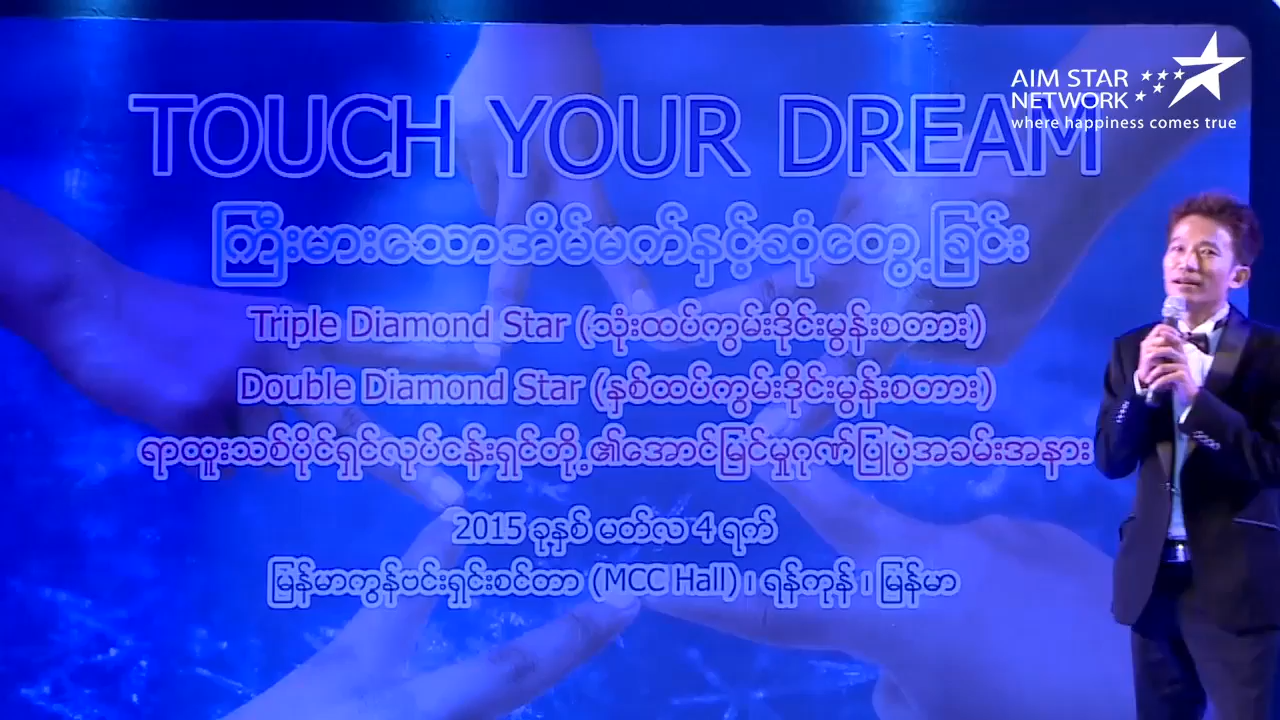 AIM STAR
NETWORK
where happiness comes true
TOUCH YOUR DREAM
ကြီးမားသောအိမ်မက်နှင့်ဆုံတွေ့ခြင်း
Triple Diamond Star (သုံးထပ်ကွမ်းဒိုင်းမွန်းစတား)
Double Diamond Star (နှစ်ထပ်ကွမ်းဒိုင်းမွန်းစတား)
ရာထူးသစ်ပိုင်ရှင်လုပ်ငန်းရှင်တို့၏အောင်မြင်မှုဂုဏ်ပြုပွဲအခမ်းအနား
2015 ခုနှစ် မတ်လ 4 ရက်
မြန်မာကွန်ဗင်းရှင်းစင်တာ (MCC Hall) ၊ ရန်ကုန် ၊ မြန်မာ